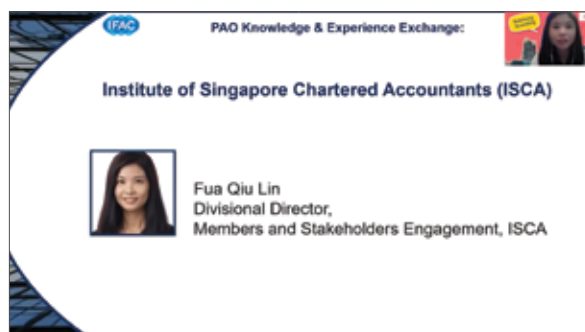 IFAC
PAO Knowledge & Experience Exchange:
Institute of Singapore Chartered Accountants (ISCA)
Fua Qiu Lin
Divisional Director,
Members and Stakeholders Engagement, ISCA